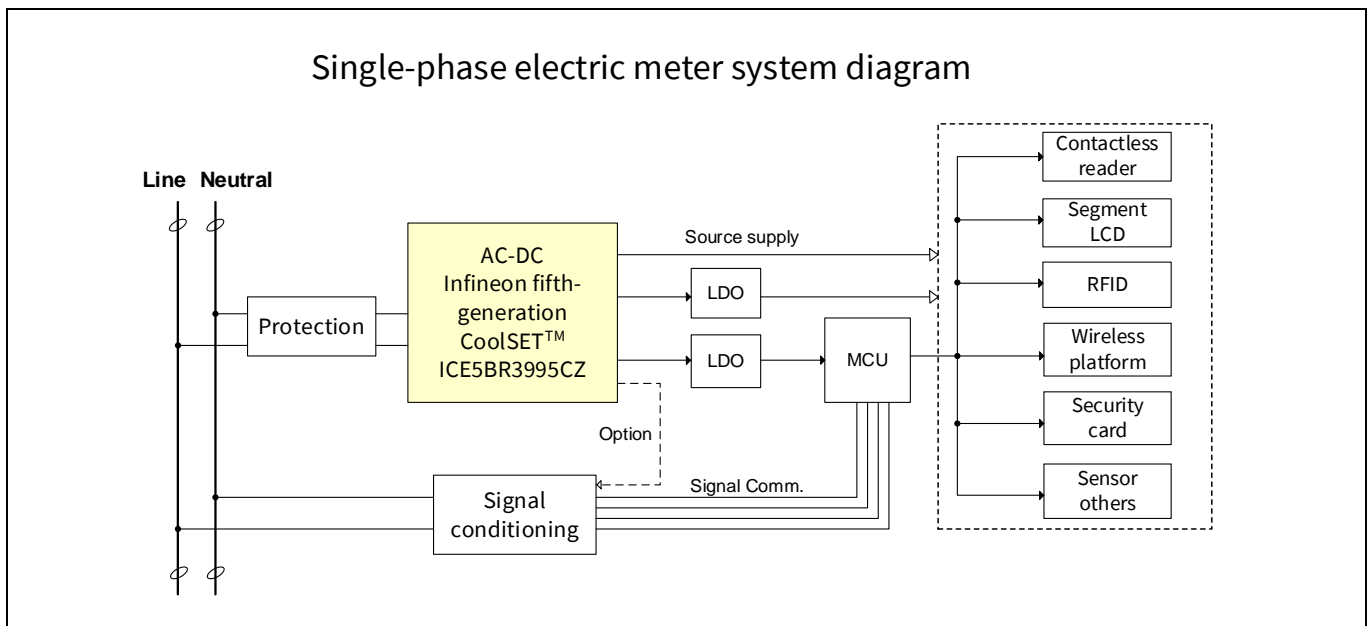 Single-phase electric meter system diagram
Line Neutral
Protection
AC-DC
Infineon fifth-
generation
CoolSET™
ICE5BR3995CZ
Source supply
LDO
LDO
MCU
Option
Signal
conditioning
Signal Comm.
Contactless
reader
Segment
LCD
RFID
Wireless
platform
Security
card
Sensor
others